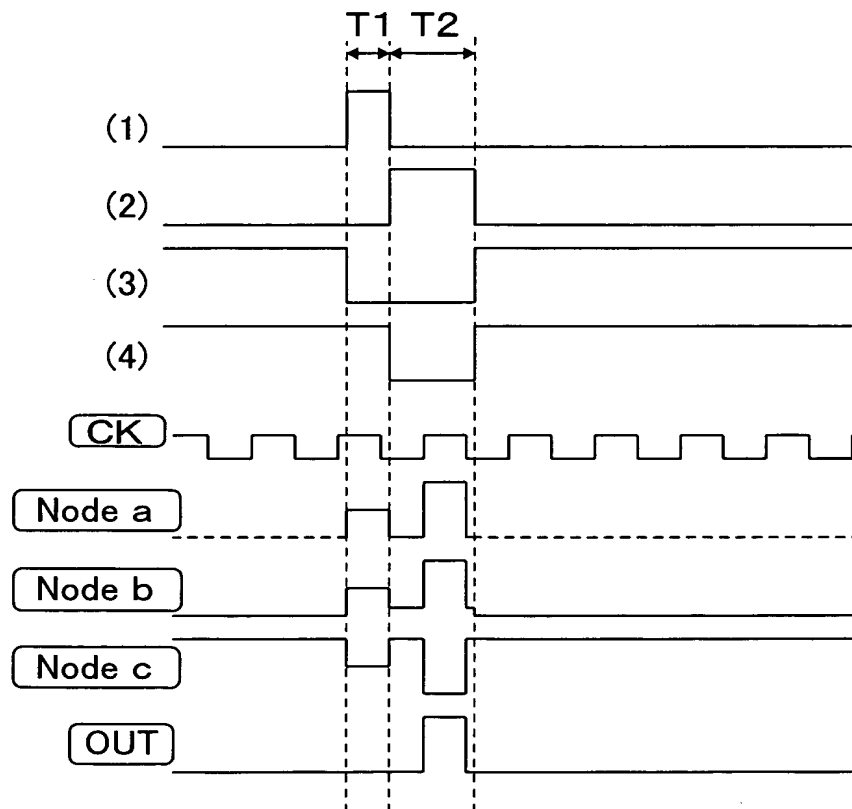 T1 T2
(1)
(2)
(3)
(4)
CK
Node a
Node b
Node c
OUT